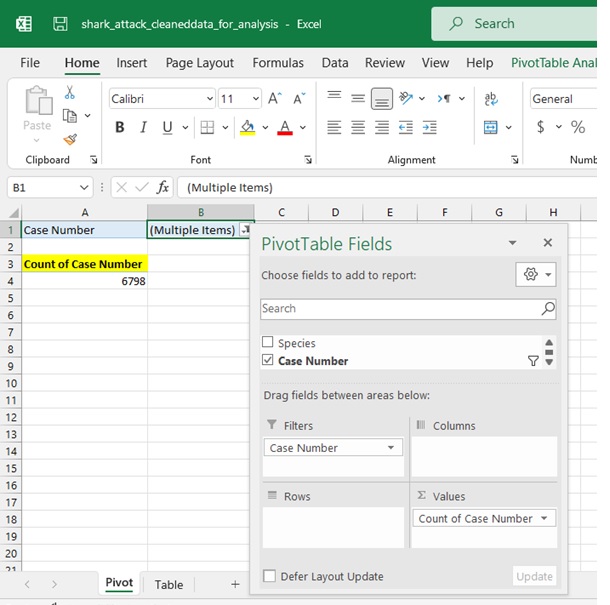 shark_attack_cleaneddata_for_analysis - Excel
Search
File Home Insert Page Layout Formulas Data Review View Help PivotTable Anal
Paste
Calibri 11 A A General
B I U A $ %
Clipboard Font Alignment Numb
B1 fx (Multiple Items)
A B C D E F G H
1 Case Number (Multiple Items)
2
3 Count of Case Number
4 6798
5
6
7
8
9
10
11
12
13
14
15
16
17
18
19
20
21
PivotTable Fields
Choose fields to add to report:
Search
Species
Case Number
Drag fields between areas below:
Filters Columns
Case Number
Rows Σ Values
Count of Case Number
Defer Layout Update Update
Pivot Table +